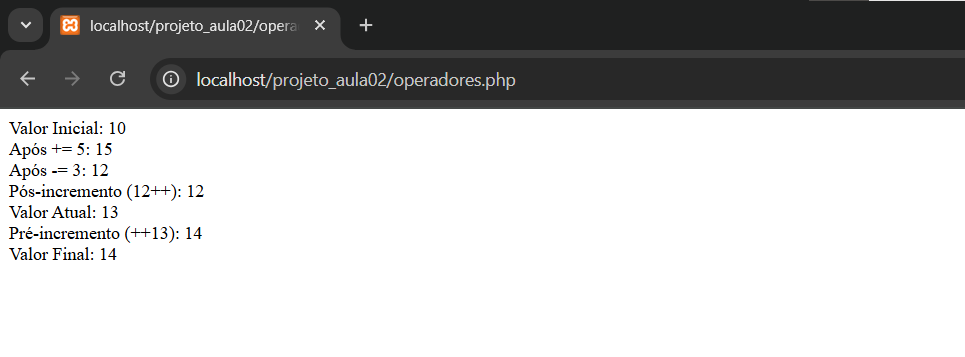 localhost/projeto_aula02/opera
localhost/projeto_aula02/operadores.php
Valor Inicial: 10
Após += 5: 15
Após -= 3: 12
Pós-incremento (12++): 12
Valor Atual: 13
Pré-incremento (++13): 14
Valor Final: 14